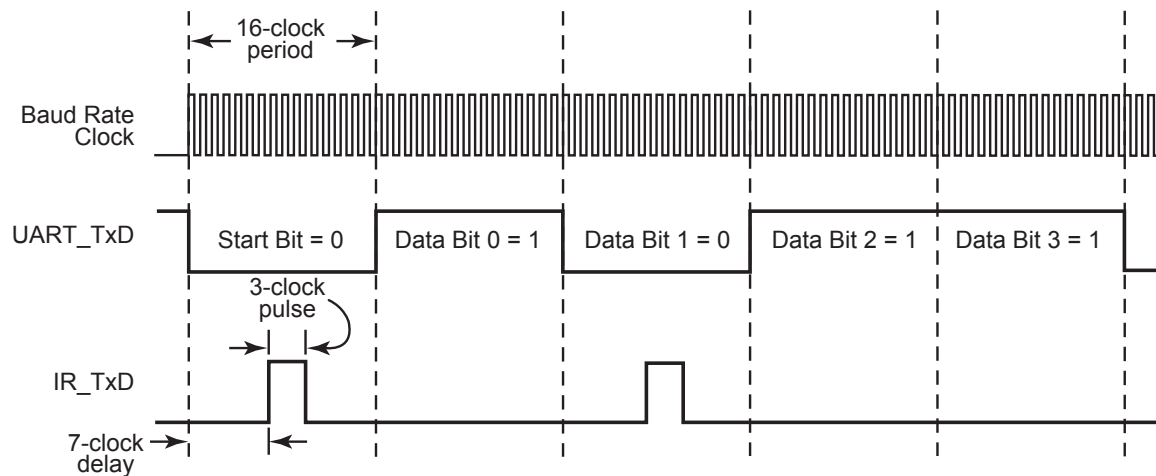 16-clock
period
Baud Rate
Clock
UART_TxD
Start Bit = 0
Data Bit 0 = 1
Data Bit 1 = 0
Data Bit 2 = 1
Data Bit 3 = 1
3-clock
pulse
IR_TxD
7-clock
delay